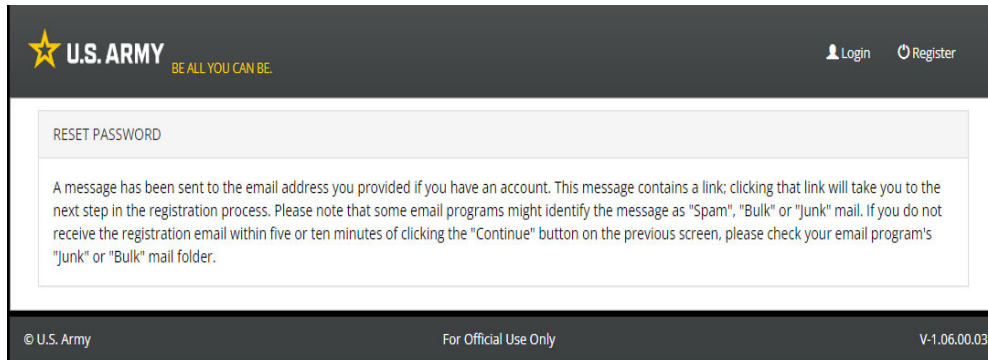 U.S. ARMY BE ALL YOU CAN BE.
Login Register
RESET PASSWORD
A message has been sent to the email address you provided if you have an account. This message contains a link; clicking that link will take you to the
next step in the registration process. Please note that some email programs might identify the message as "Spam", "Bulk" or "Junk" mail. If you do not
receive the registration email within five or ten minutes of clicking the "Continue" button on the previous screen, please check your email program's
"Junk" or "Bulk" mail folder.
© U.S. Army For Official Use Only V-1.06.00.03